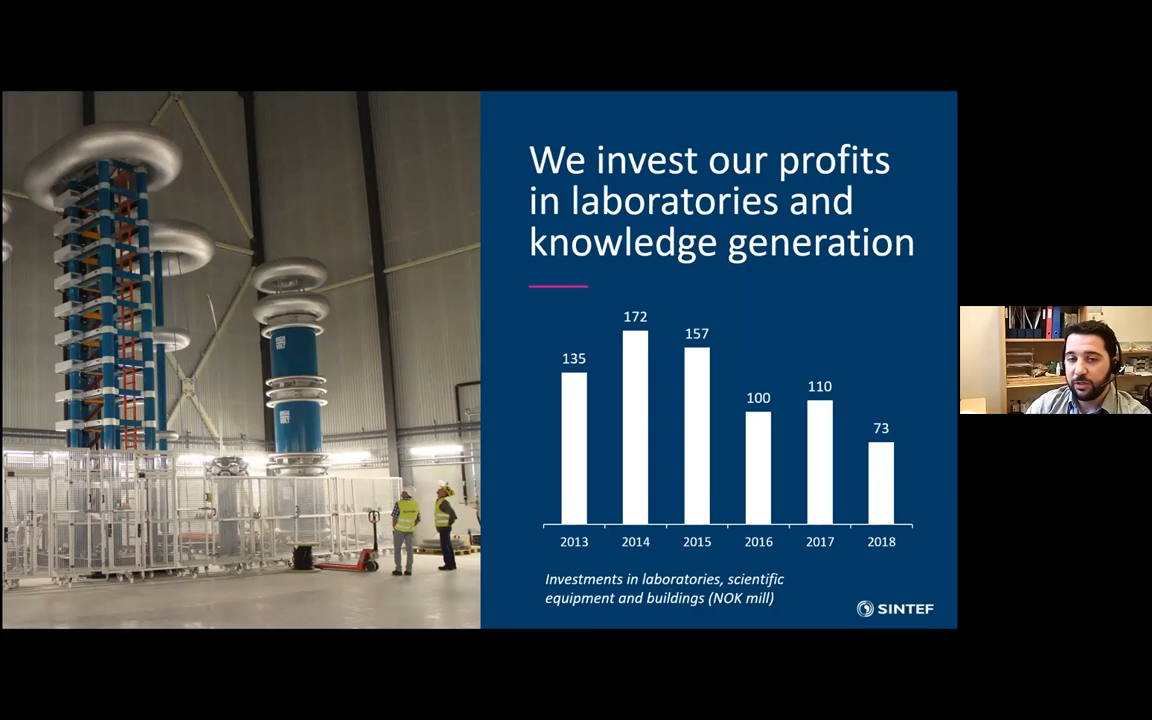 We invest our profits
in laboratories and
knowledge generation
172
157
135
110
100
73
2013 2014 2015 2016 2017 2018
Investments in laboratories, scientific
equipment and buildings (NOK mill)
SINTEF